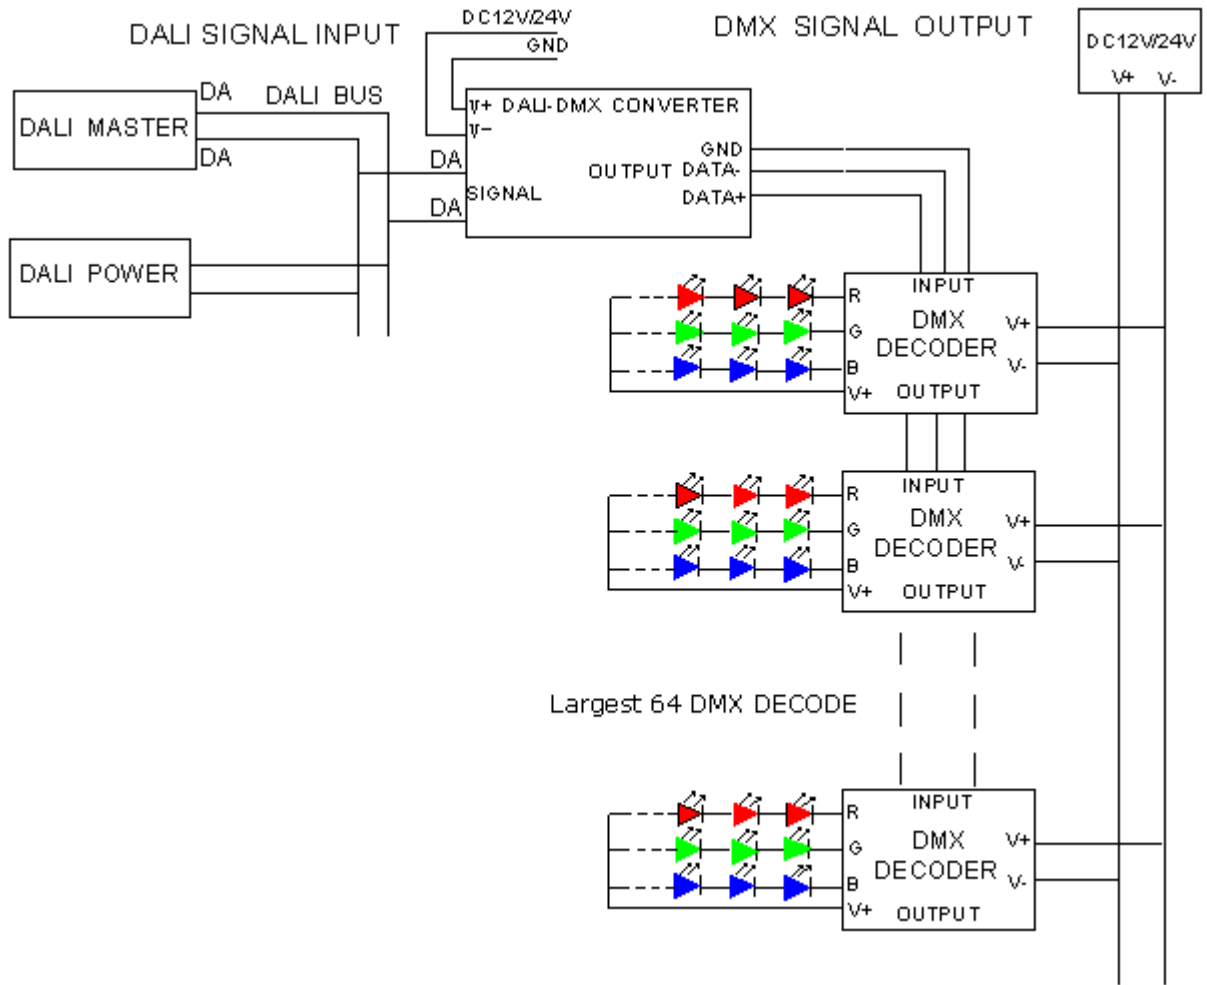 DALI SIGNAL INPUT
DC12V/24V
GND
DMX SIGNAL OUTPUT
DC12V/24V
V+ V-
DALI MASTER
DA
DA
DALI BUS
V+ DALI-DMX CONVERTER
V-
DA
SIGNAL
DA
GND
OUTPUT DATA-
DATA+
DALI POWER
INPUT
R
G
B
V+
DMX
DECODER
V+
V-
OUTPUT
INPUT
R
G
B
V+
DMX
DECODER
V+
V-
OUTPUT
Largest 64 DMX DECODE
INPUT
R
G
B
V+
DMX
DECODER
V+
V-
OUTPUT